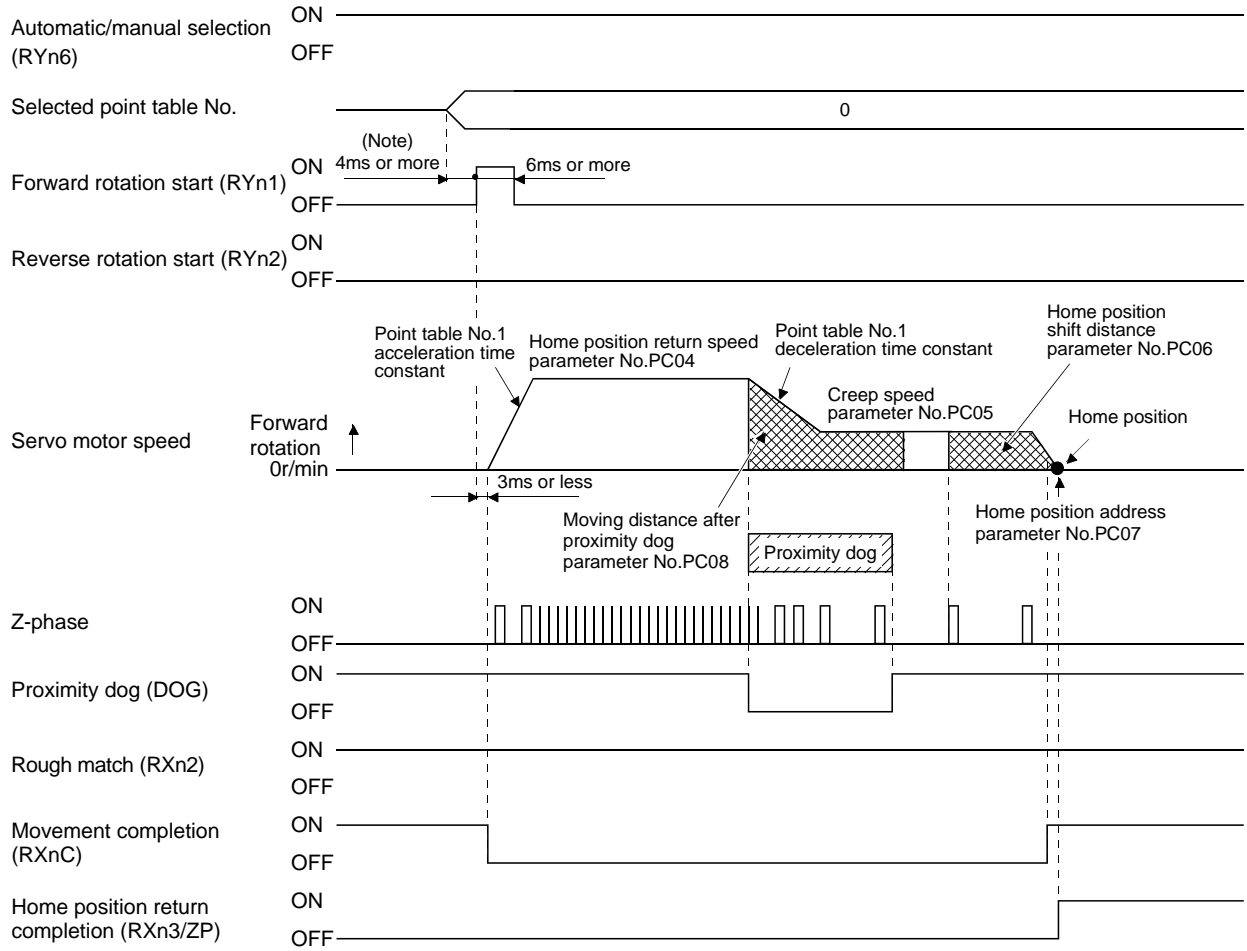 Automatic/manual selection
(RYn6)
ON
OFF
Selected point table No.
0
(Note)
4ms or more
6ms or more
Forward rotation start (RYn1)
ON
OFF
Reverse rotation start (RYn2)
ON
OFF
Point table No.1
acceleration time
constant
Home position return speed
parameter No.PC04
Point table No.1
deceleration time constant
Home position
shift distance
parameter No.PC06
Creep speed
parameter No.PC05
Home position
Servo motor speed
Forward
rotation
0r/min
3ms or less
Moving distance after
proximity dog
parameter No.PC08
Proximity dog
Home position address
parameter No.PC07
Z-phase
ON
OFF
Proximity dog (DOG)
ON
OFF
Rough match (RXn2)
ON
OFF
Movement completion
(RXnC)
ON
OFF
Home position return
completion (RXn3/ZP)
ON
OFF